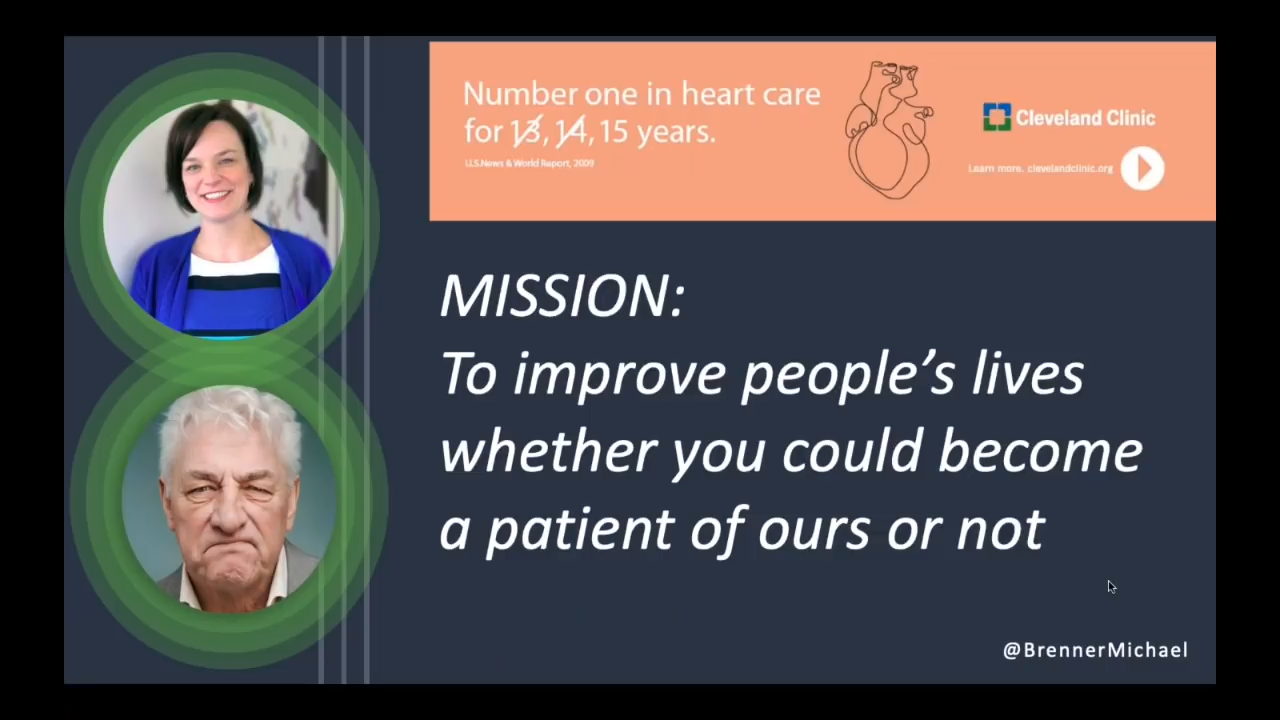 Number one in heart care
for 13, 14, 15 years.
U.S.News & World Report, 2009
Cleveland Clinic
Learn more. clevelandclinic.org
MISSION:
To improve people’s lives
whether you could become
a patient of ours or not
@BrennerMichael